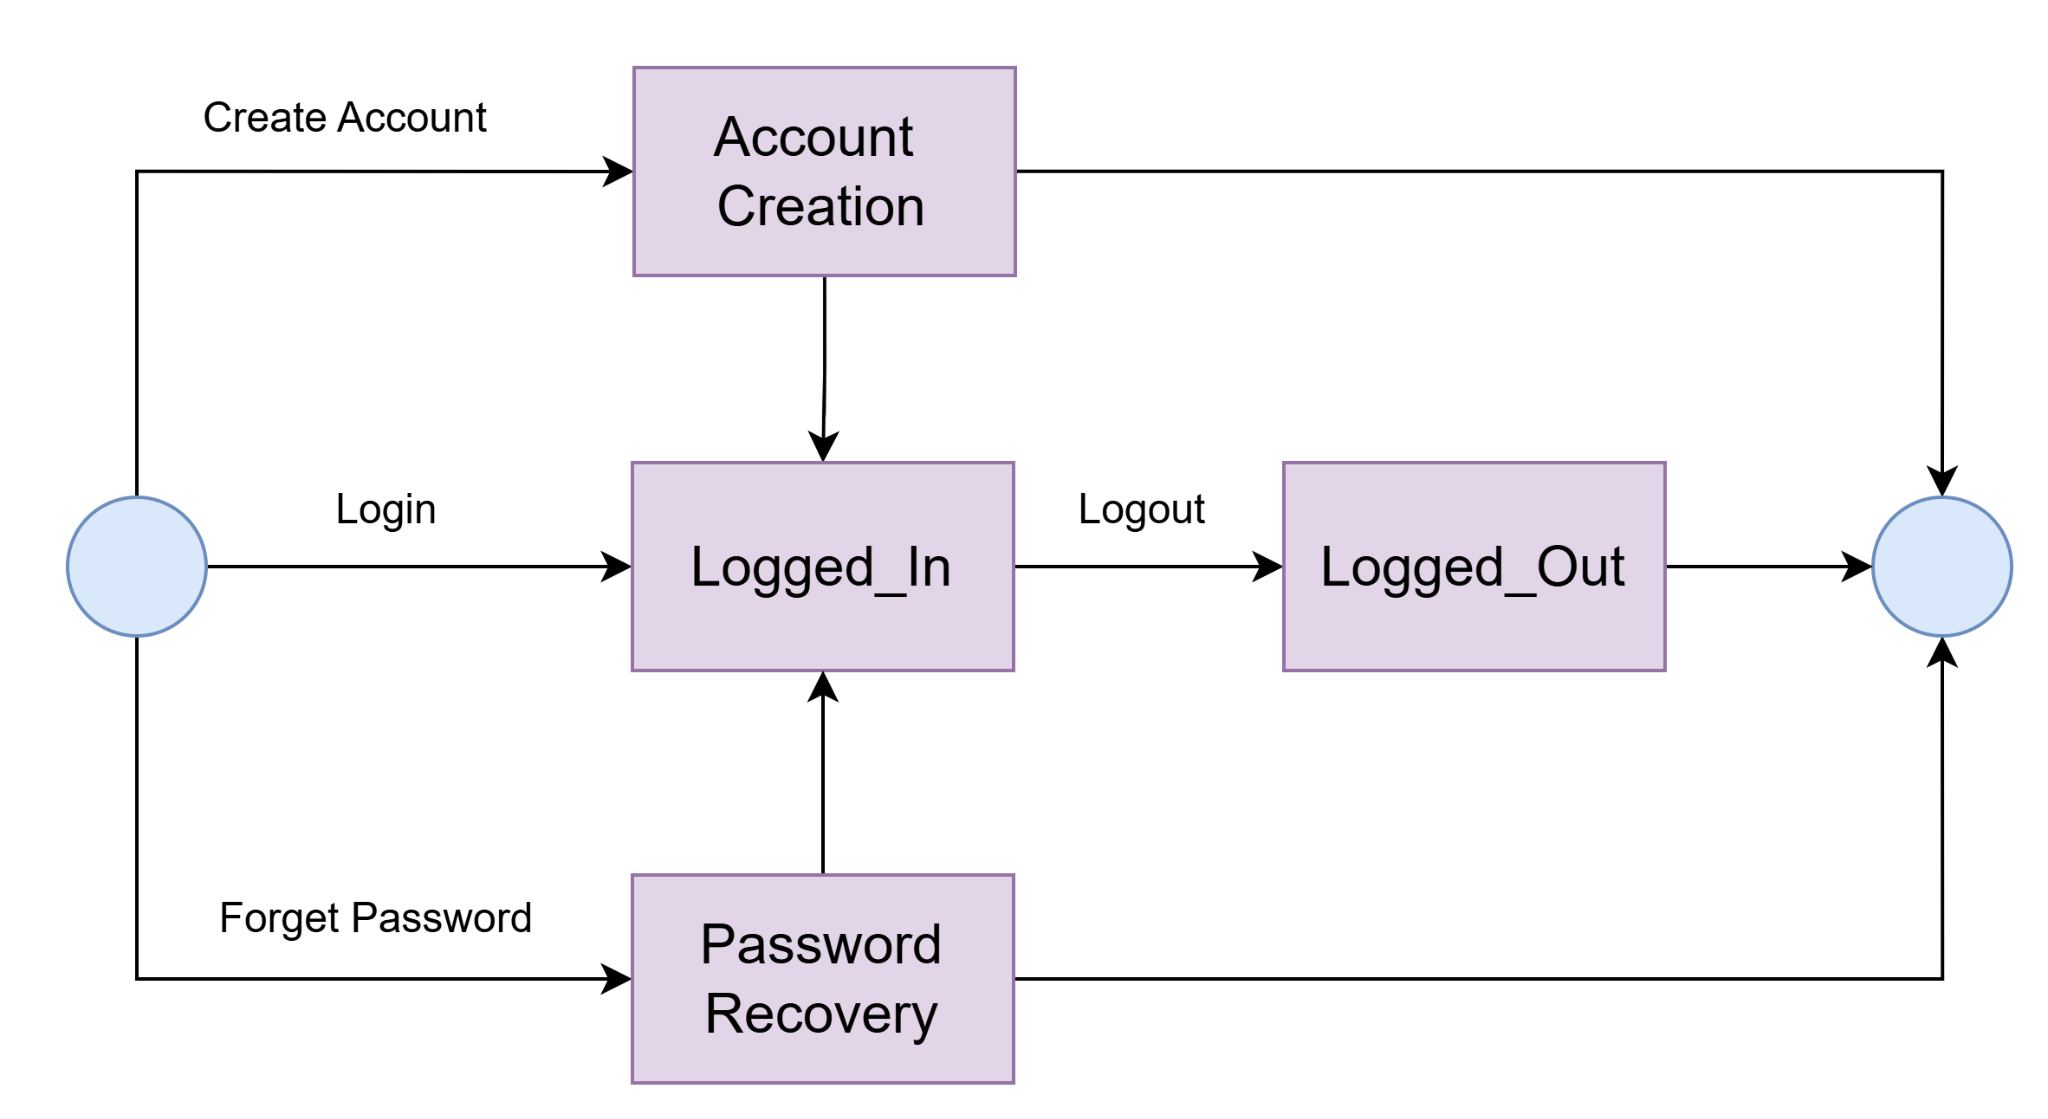 Create Account
Account
Creation
Login
Logged_In
Logout
Logged_Out
Forget Password
Password
Recovery